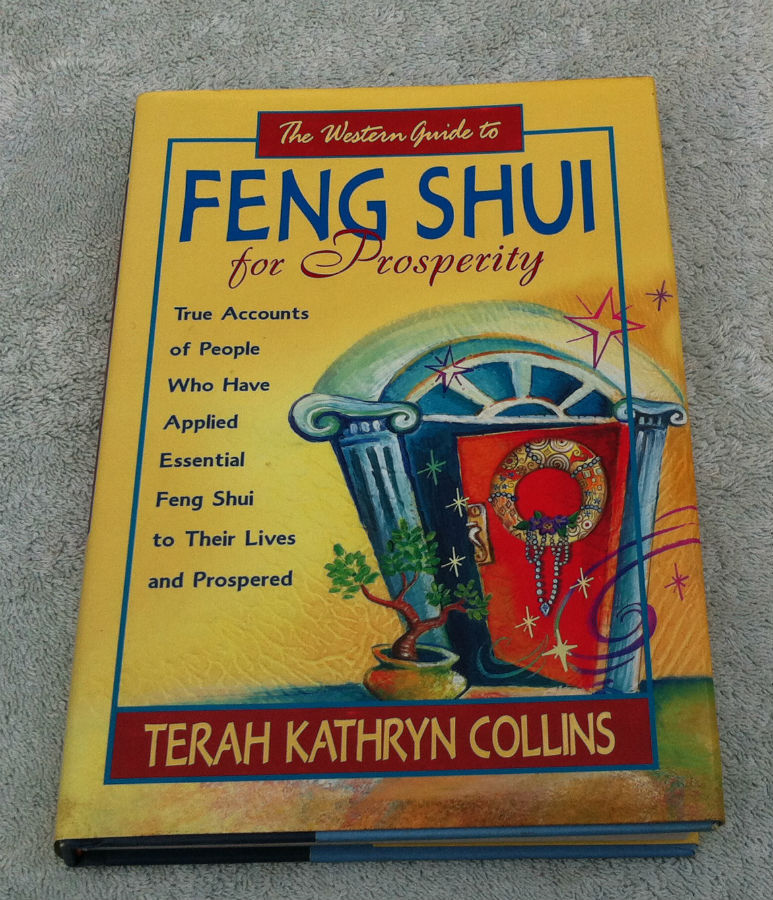 The Western Guide to
FENG SHUI
for Prosperity
True Accounts
of People
Who Have
Applied
Essential
Feng Shui
to Their Lives
and Prospered
TERAH KATHRYN COLLINS